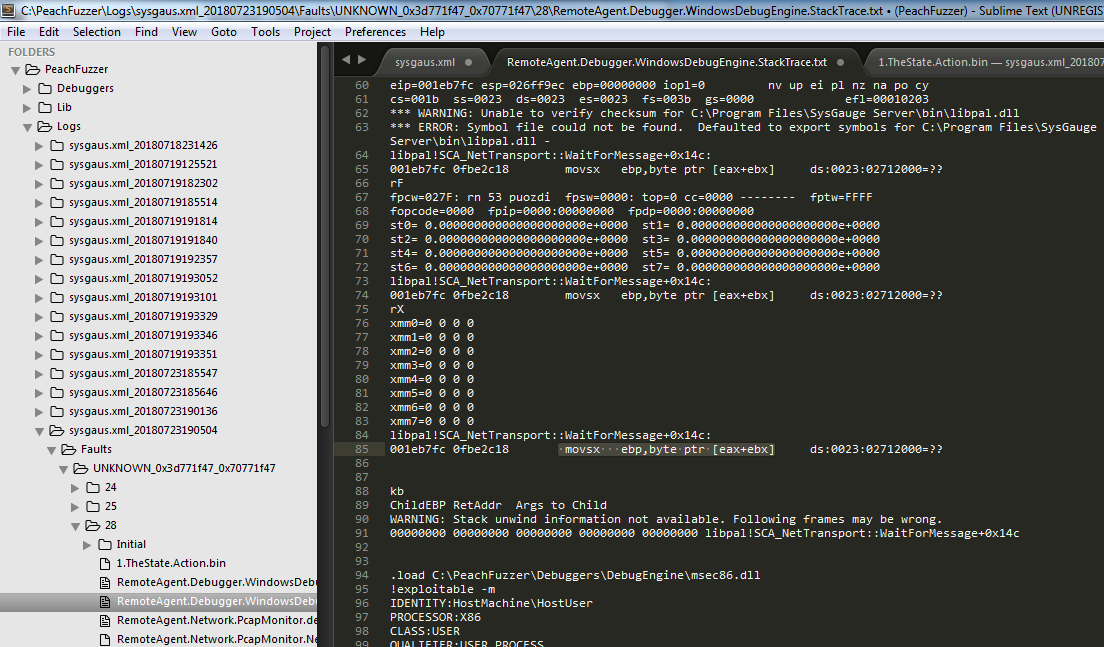 C:\PeachFuzzer\Logs\sysgaus.xml_20180723190504\Faults\UNKNOWN_0x3d771f47_0x70771f47\28\RemoteAgent.Debugger.WindowsDebugEngine.StackTrace.txt • (PeachFuzzer) - Sublime Text (UNREGIS
File Edit Selection Find View Goto Tools Project Preferences Help
FOLDERS
PeachFuzzer
Debuggers
Lib
Logs
sysgaus.xml_20180718231426
sysgaus.xml_20180719125521
sysgaus.xml_20180719182302
sysgaus.xml_20180719185514
sysgaus.xml_20180719191814
sysgaus.xml_20180719191840
sysgaus.xml_20180719192357
sysgaus.xml_20180719193052
sysgaus.xml_20180719193101
sysgaus.xml_20180719193329
sysgaus.xml_20180719193346
sysgaus.xml_20180719193351
sysgaus.xml_20180723185547
sysgaus.xml_20180723185646
sysgaus.xml_20180723190136
sysgaus.xml_20180723190504
Faults
UNKNOWN_0x3d771f47_0x70771f47
24
25
28
Initial
1.TheState.Action.bin
RemoteAgent.Debugger.WindowsDebu
RemoteAgent.Debugger.WindowsDeb
RemoteAgent.Network.PcapMonitor.de
RemoteAgent.Network.PcapMonitor.Ne
sysgaus.xml RemoteAgent.Debugger.WindowsDebugEngine.StackTrace.txt 1.TheState.Action.bin — sysgaus.xml_201807
60 eip=001eb7fc esp=026ff9ec ebp=00000000 iopl=0 nv up ei pl nz na po cy
61 cs=001b ss=0023 ds=0023 es=0023 fs=003b gs=0000 efl=00010203
62 *** WARNING: Unable to verify checksum for C:\Program Files\SysGauge Server\bin\libpal.dll
63 *** ERROR: Symbol file could not be found. Defaulted to export symbols for C:\Program Files\SysGauge
Server\bin\libpal.dll -
64 libpal!SCA_NetTransport::WaitForMessage+0x14c:
65 001eb7fc 0fbe2c18 movsx ebp,byte ptr [eax+ebx] ds:0023:02712000=??
66 rF
67 fpcw=027F: rn 53 puozdi fpsw=0000: top=0 cc=0000 -------- fptw=FFFF
68 fopcode=0000 fpip=0000:00000000 fpdp=0000:00000000
69 st0= 0.000000000000000000000e+0000 st1= 0.000000000000000000000e+0000
70 st2= 0.000000000000000000000e+0000 st3= 0.000000000000000000000e+0000
71 st4= 0.000000000000000000000e+0000 st5= 0.000000000000000000000e+0000
72 st6= 0.000000000000000000000e+0000 st7= 0.000000000000000000000e+0000
73 libpal!SCA_NetTransport::WaitForMessage+0x14c:
74 001eb7fc 0fbe2c18 movsx ebp,byte ptr [eax+ebx] ds:0023:02712000=??
75 rX
76 xmm0=0 0 0 0
77 xmm1=0 0 0 0
78 xmm2=0 0 0 0
79 xmm3=0 0 0 0
80 xmm4=0 0 0 0
81 xmm5=0 0 0 0
82 xmm6=0 0 0 0
83 xmm7=0 0 0 0
84 libpal!SCA_NetTransport::WaitForMessage+0x14c:
85 001eb7fc 0fbe2c18 movsx ebp,byte ptr [eax+ebx] ds:0023:02712000=??
86
87
88 kb
89 ChildEBP RetAddr Args to Child
90 WARNING: Stack unwind information not available. Following frames may be wrong.
91 00000000 00000000 00000000 00000000 00000000 libpal!SCA_NetTransport::WaitForMessage+0x14c
92
93
94 .load C:\PeachFuzzer\Debuggers\DebugEngine\msec86.dll
95 !exploitable -m
96 IDENTITY:HostMachine\HostUser
97 PROCESSOR:X86
98 CLASS:USER
99 QUALIFIER:USER_PROCESS